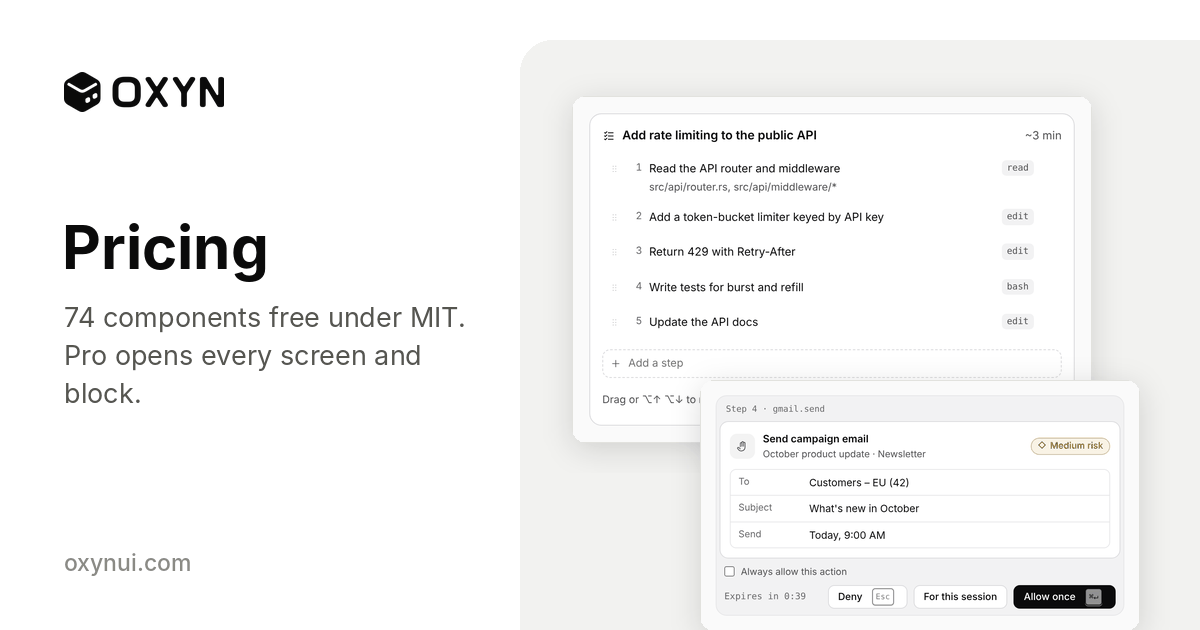 OXYN
Pricing
74 components free under MIT.
Pro opens every screen and
block.
oxynui.com
Add rate limiting to the public API
~3 min
1 Read the API router and middleware
read
src/api/router.rs, src/api/middleware/*
2 Add a token-bucket limiter keyed by API key
edit
3 Return 429 with Retry-After
edit
4 Write tests for burst and refill
bash
5 Update the API docs
edit
+ Add a step
Drag or ⌥↑ ⌥↓ to
Step 4 · gmail.send
Send campaign email
October product update · Newsletter
Medium risk
To Customers – EU (42)
Subject What's new in October
Send Today, 9:00 AM
Always allow this action
Expires in 0:39
Deny Esc
For this session
Allow once ⌘↵